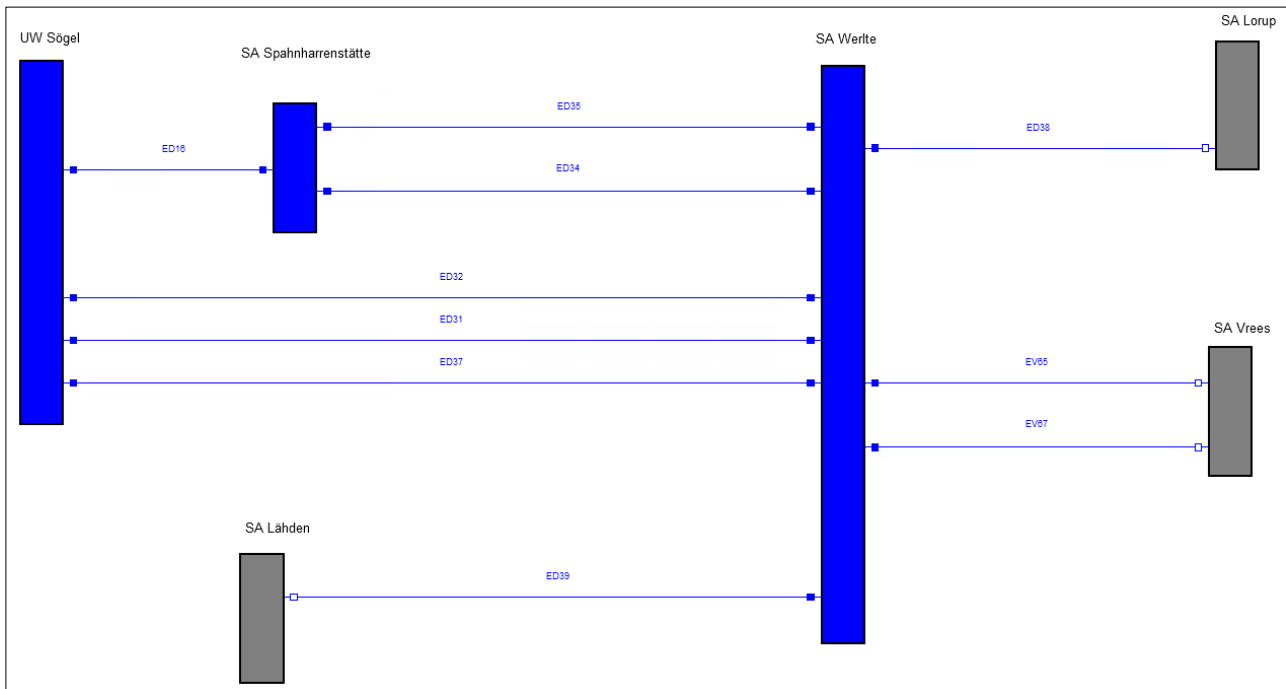 SA Lorup
UW Sögel
SA Werlte
SA Spahnharrenstätte
ED35
ED38
ED16
ED34
ED32
ED31
SA Vrees
ED37
EV65
EV67
SA Lähden
ED39